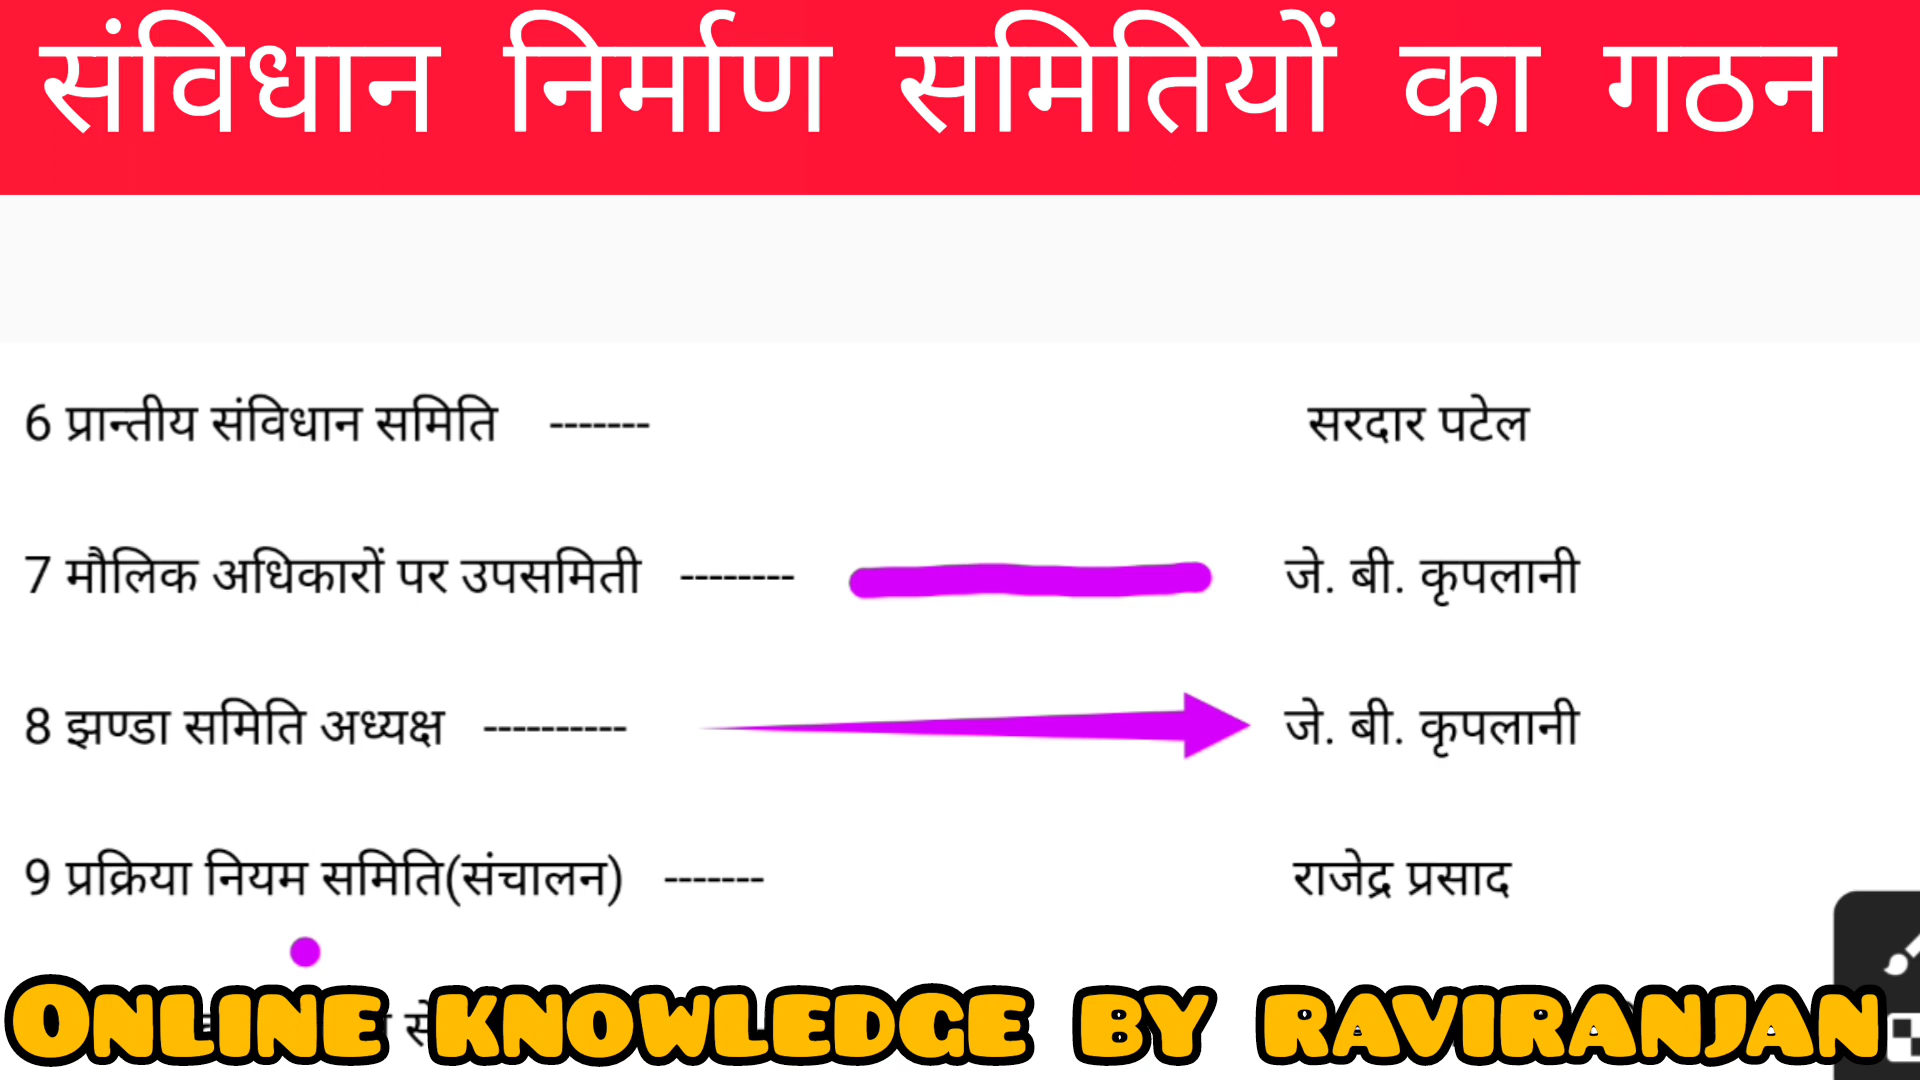 संविधान निर्माण समितियों का गठन
6 प्रान्तीय संविधान समिति ------- सरदार पटेल
7 मौलिक अधिकारों पर उपसमिती -------- जे. बी. कृपलानी
8 झण्डा समिति अध्यक्ष ---------- जे. बी. कृपलानी
9 प्रक्रिया नियम समिति(संचालन) ------- राजेद्र प्रसाद
ONLINE KNOWLEDGE BY RAVIRANJAN